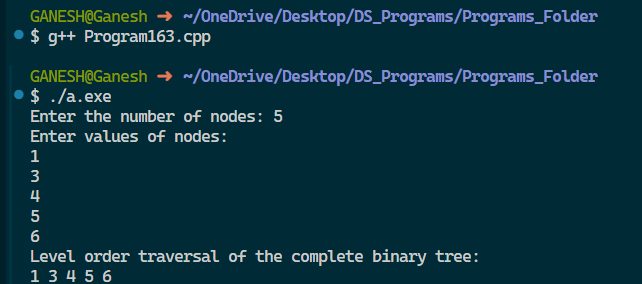 GANESH@Ganesh ➜ ~/OneDrive/Desktop/DS_Programs/Programs_Folder
$ g++ Program163.cpp
GANESH@Ganesh ➜ ~/OneDrive/Desktop/DS_Programs/Programs_Folder
$ ./a.exe
Enter the number of nodes: 5
Enter values of nodes:
1
3
4
5
6
Level order traversal of the complete binary tree:
1 3 4 5 6